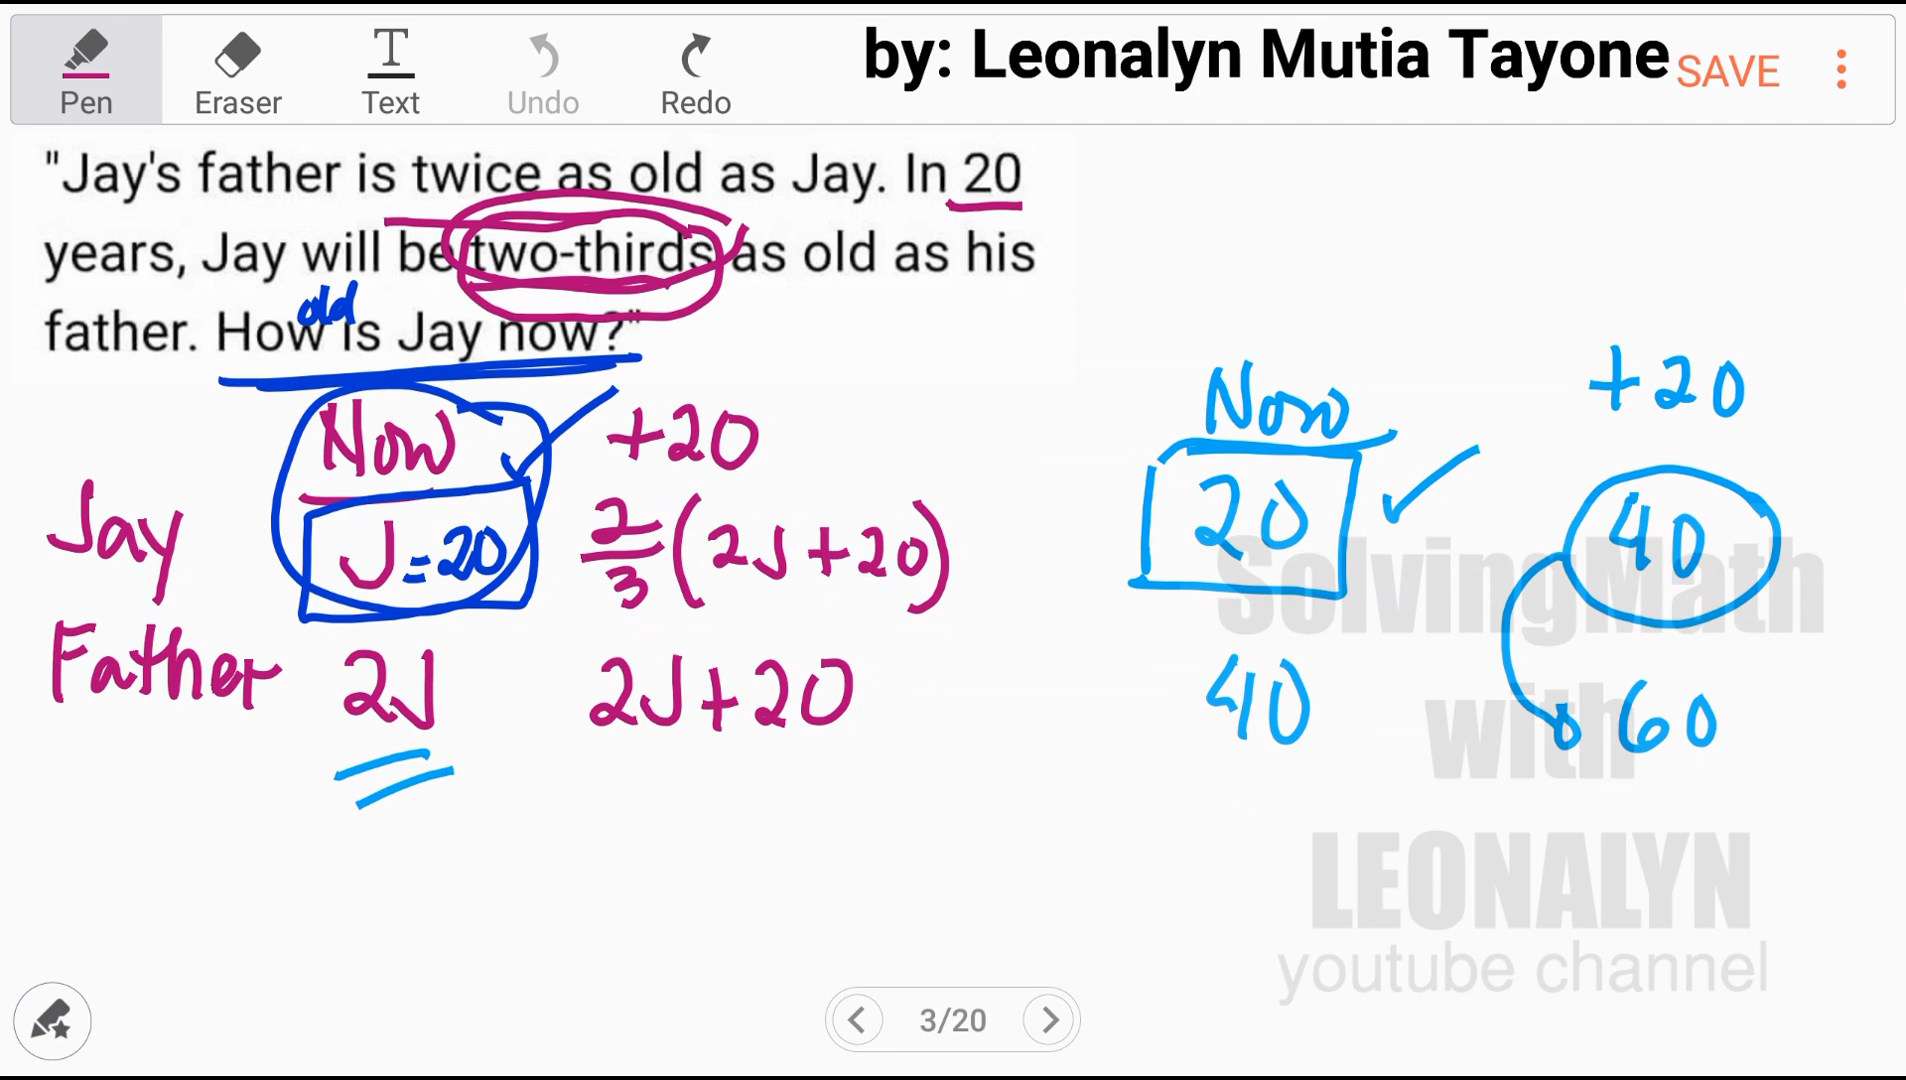 by: Leonalyn Mutia Tayone
SAVE
Pen
Eraser
Text
Undo
Redo
"Jay's father is twice as old as Jay. In 20
years, Jay will be two-thirds as old as his
old
father. How is Jay now?"
Now +20
Jay J = 20 2/3 (2J + 20)
Father 2J 2J + 20
Now +20
20 40
40 60
SolvingMath
with
LEONALYN
youtube channel
3/20